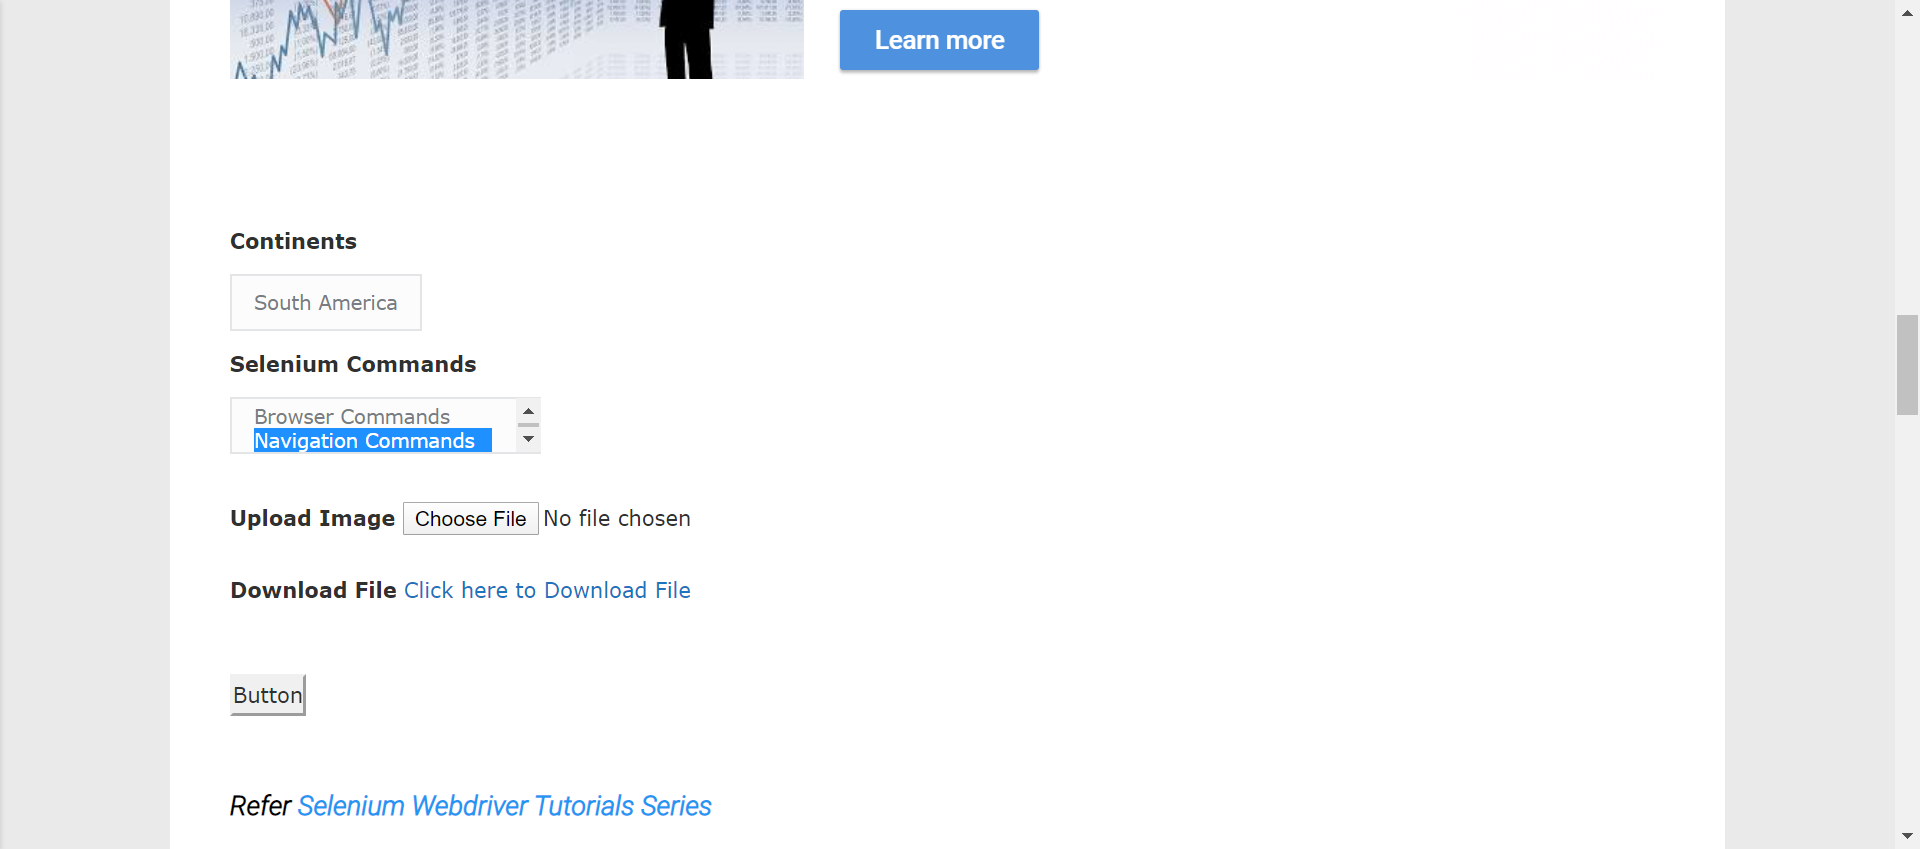 Learn more
Continents
South America
Selenium Commands
Browser Commands
Navigation Commands
Upload Image Choose File No file chosen
Download File Click here to Download File
Button
Refer Selenium Webdriver Tutorials Series